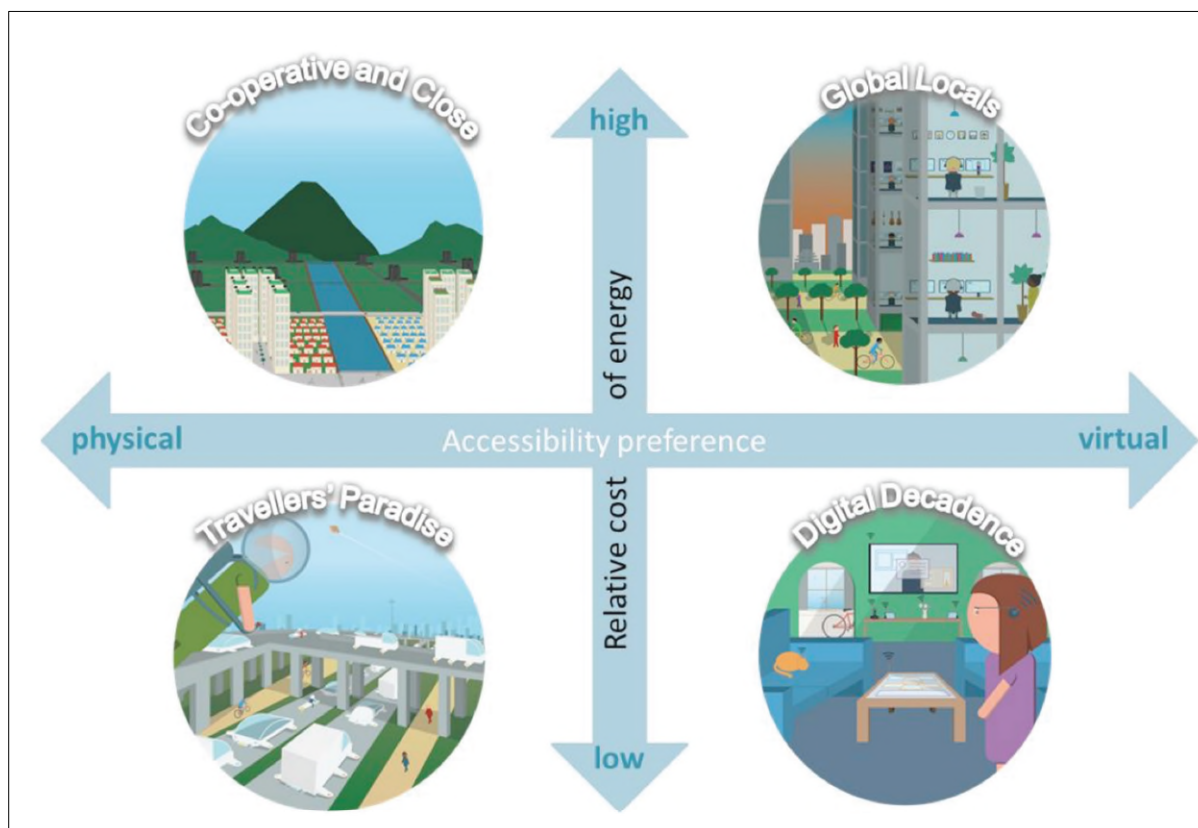 Co-operative and Close
high
Global Locals
of energy
physical
Accessibility preference
virtual
Travellers' Paradise
Relative cost
Digital Decadence
low